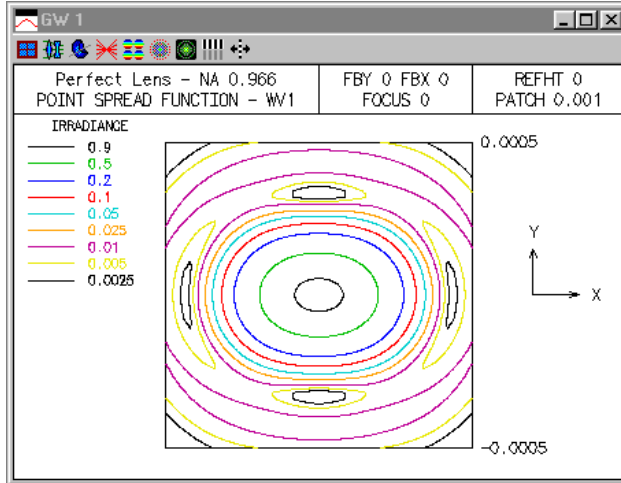 GW 1
Perfect Lens - NA 0.966
POINT SPREAD FUNCTION - WV1
FBY 0 FBX 0
FOCUS 0
REFHT 0
PATCH 0.001
IRRADIANCE
0.9
0.5
0.2
0.1
0.05
0.025
0.01
0.005
0.0025
0.0005
Y
X
-0.0005